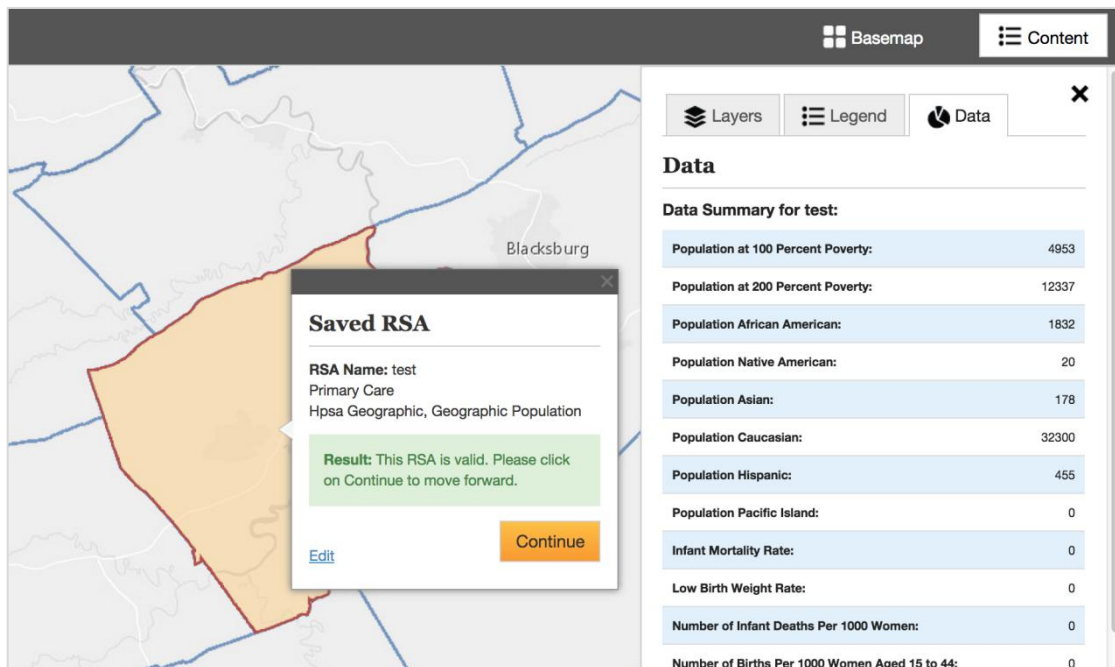 Basemap
Content
Blacksburg
Saved RSA
RSA Name: test
Primary Care
Hpsa Geographic, Geographic Population
Result: This RSA is valid. Please click
on Continue to move forward.
Edit
Continue
Layers
Legend
Data
Data
Data Summary for test:
Population at 100 Percent Poverty: 4953
Population at 200 Percent Poverty: 12337
Population African American: 1832
Population Native American: 20
Population Asian: 178
Population Caucasian: 32300
Population Hispanic: 455
Population Pacific Island: 0
Infant Mortality Rate: 0
Low Birth Weight Rate: 0
Number of Infant Deaths Per 1000 Women: 0
Number of Births Per 1000 Women Aged 15 to 44: 0